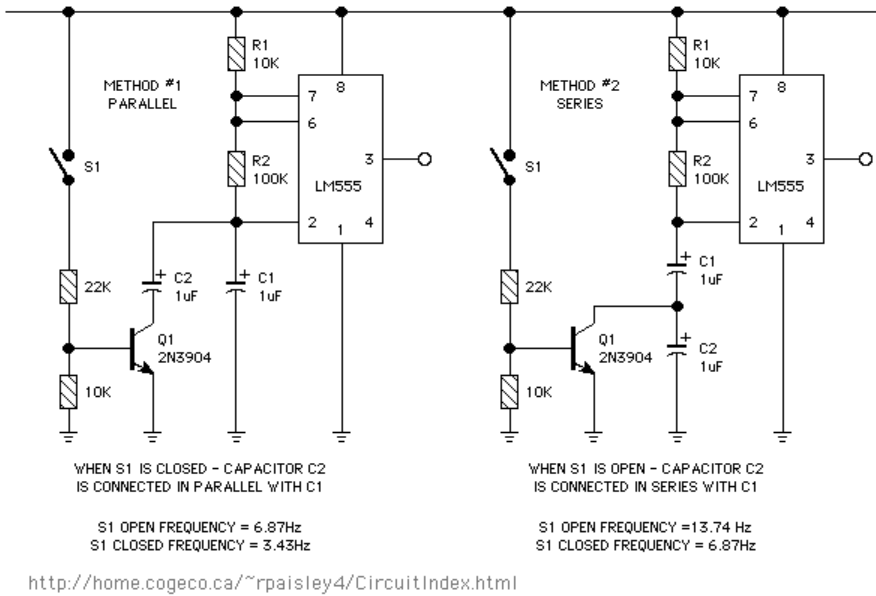 METHOD #1
PARALLEL
R1
10K
8
7
6
R2
100K
3
LM555
2
1
4
S1
C2
1uF
+
C1
1uF
+
22K
Q1
2N3904
10K
WHEN S1 IS CLOSED - CAPACITOR C2
IS CONNECTED IN PARALLEL WITH C1
S1 OPEN FREQUENCY = 6.87Hz
S1 CLOSED FREQUENCY = 3.43Hz
METHOD #2
SERIES
R1
10K
8
7
6
R2
100K
3
LM555
2
1
4
S1
+
C1
1uF
22K
Q1
2N3904
+
C2
1uF
10K
WHEN S1 IS OPEN - CAPACITOR C2
IS CONNECTED IN SERIES WITH C1
S1 OPEN FREQUENCY =13.74 Hz
S1 CLOSED FREQUENCY = 6.87Hz
http://home.cogeco.ca/~rpaisley4/CircuitIndex.html